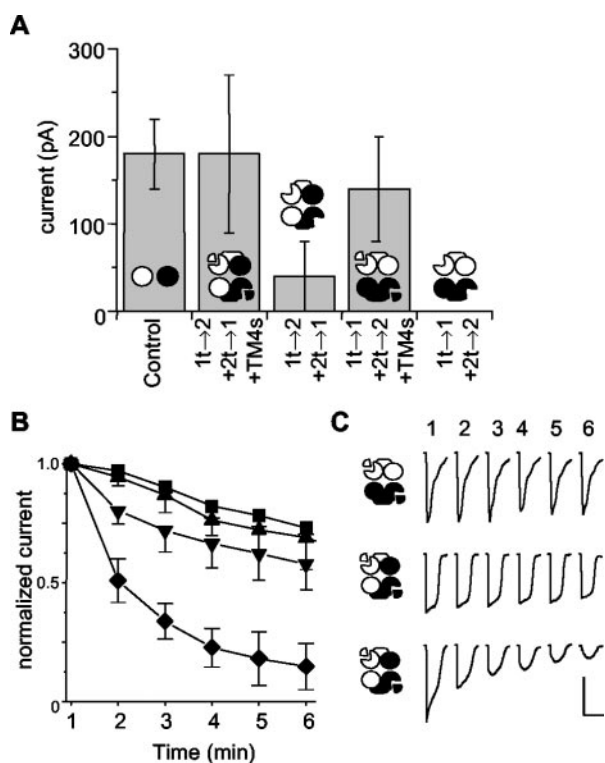 A
300
200
100
0
current (pA)
Control
1t→2
+2t→1
+TM4s
1t→2
+2t→1
1t→1
+2t→2
+TM4s
1t→1
+2t→2
B
1.0
0.5
0
normalized current
1 2 3 4 5 6
Time (min)
C
1 2 3 4 5 6